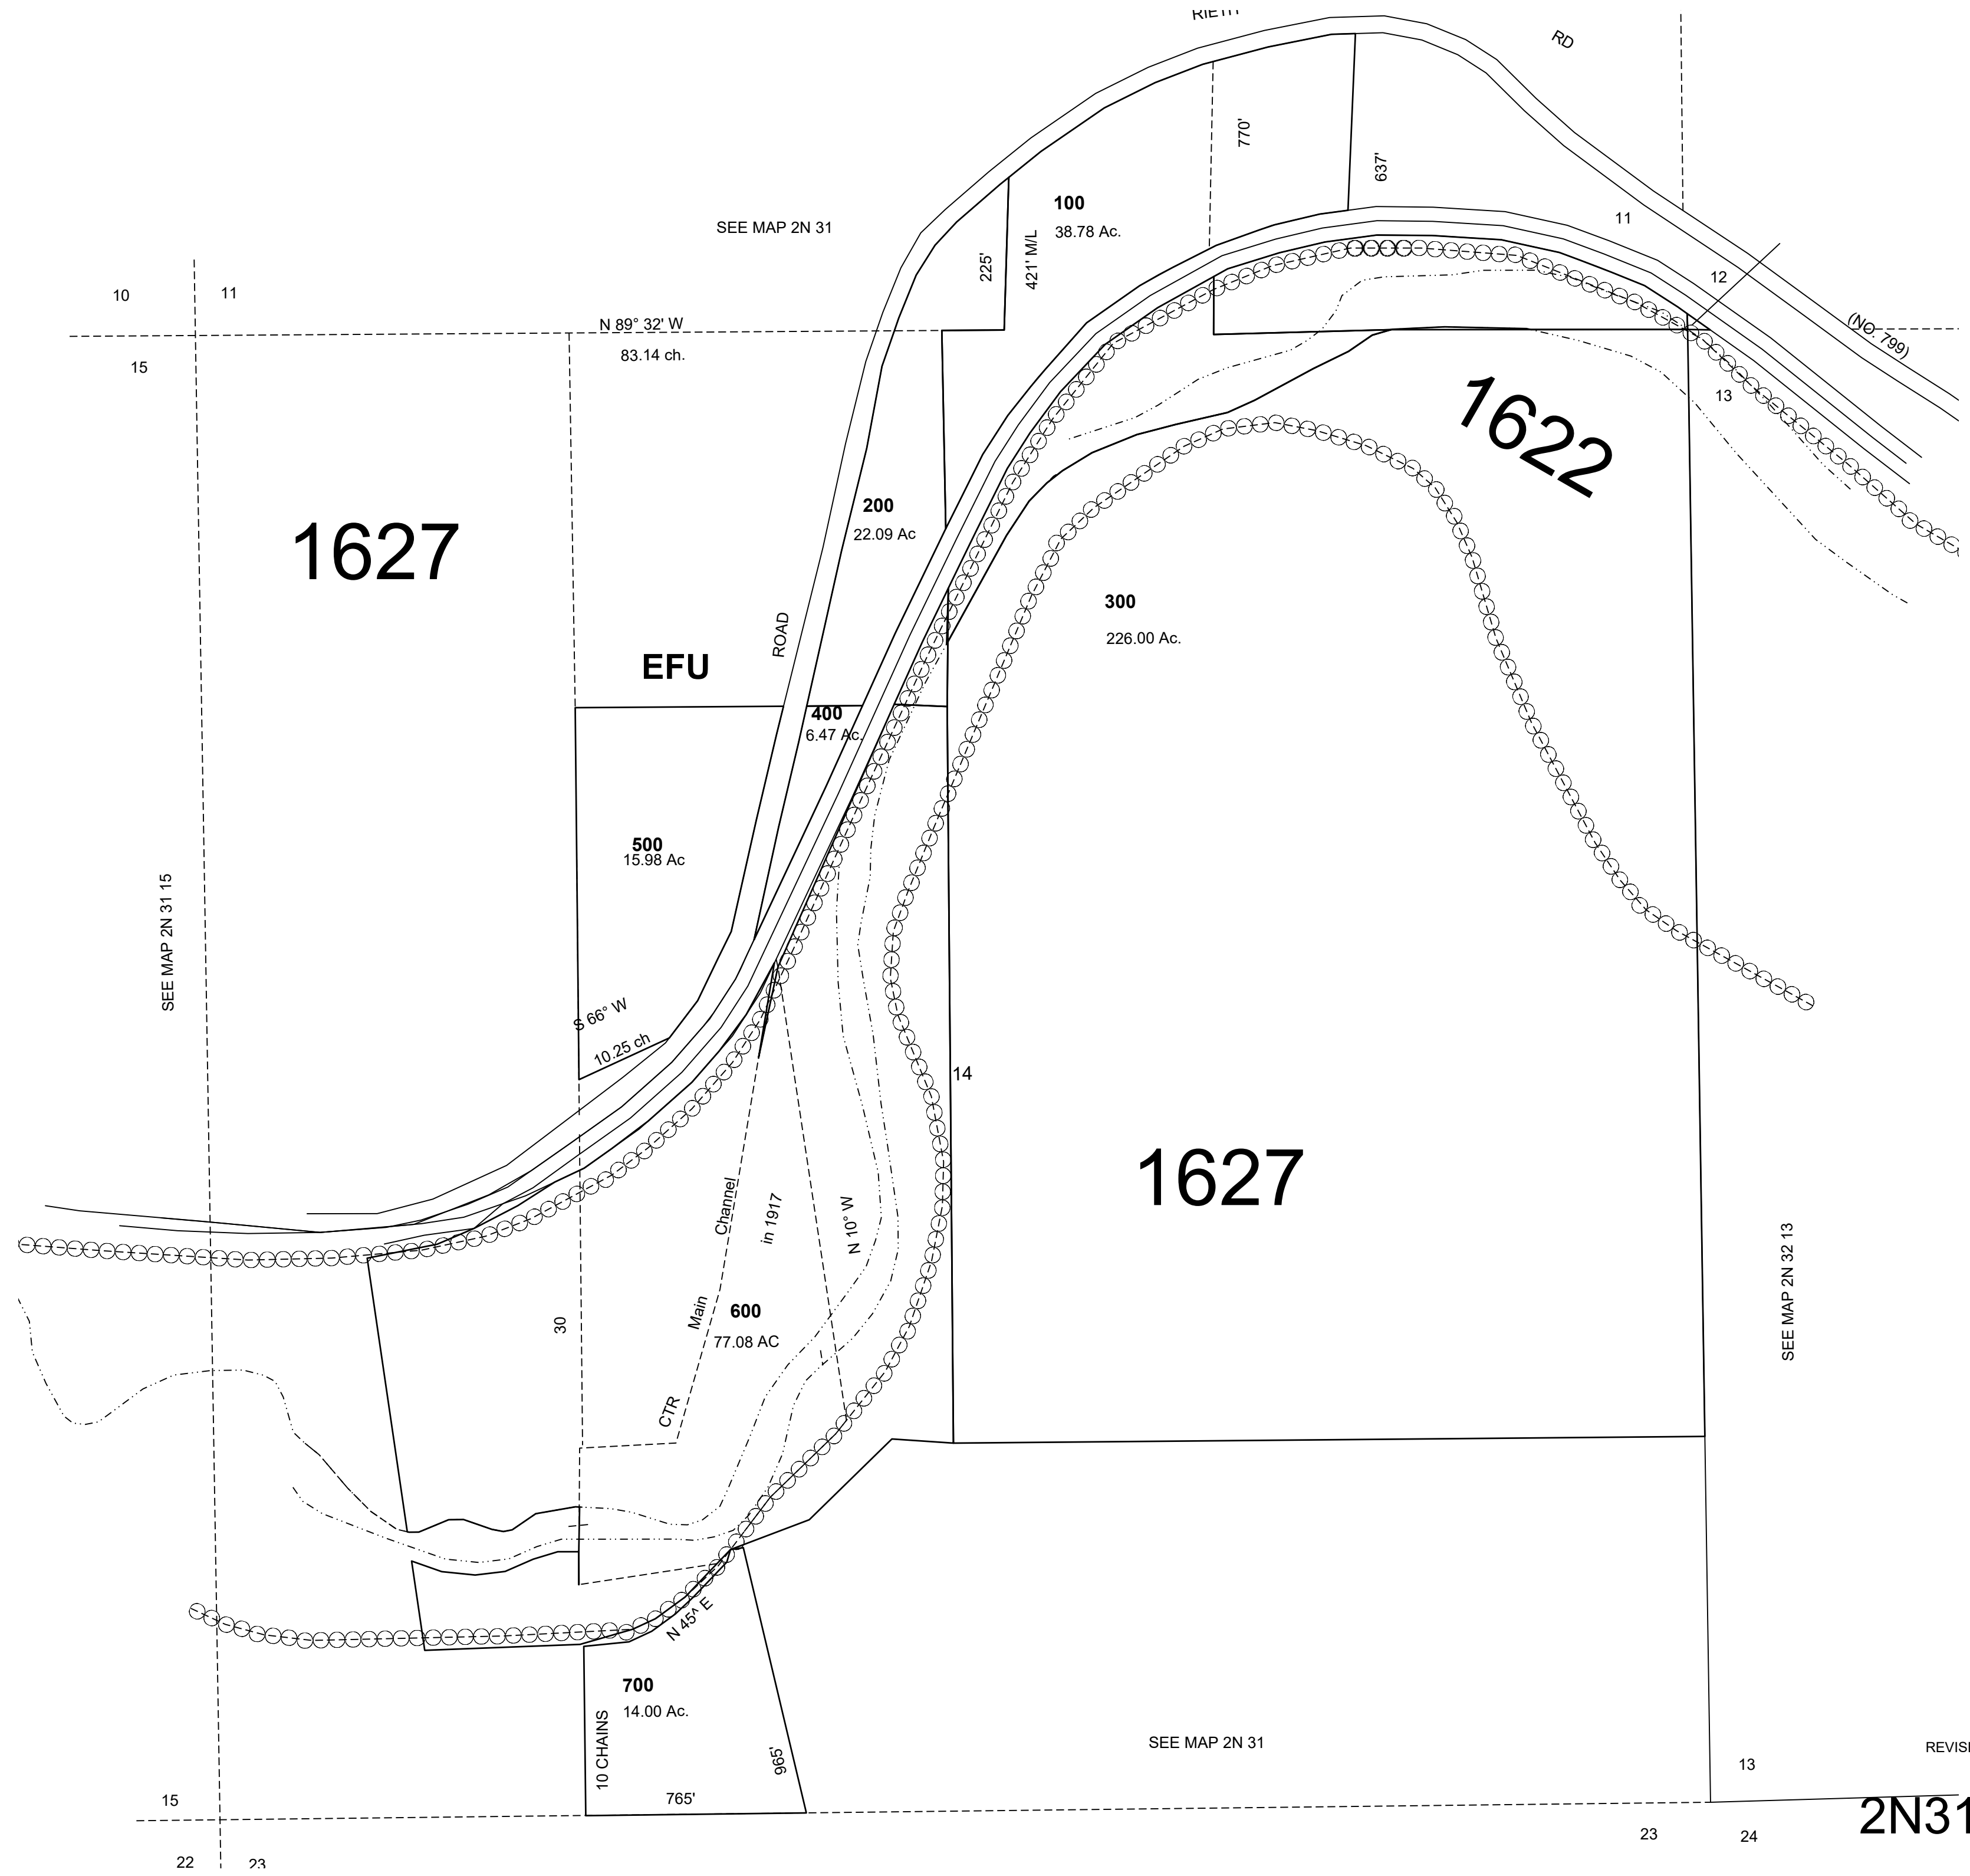 RIETH
RD
770'
637'
100
38.78 Ac.
11
SEE MAP 2N 31
225'
421' M/L
12
10
11
N 89° 32' W
(NO. 799)
83.14 ch.
15
13
1622
200
22.09 Ac
1627
300
226.00 Ac.
ROAD
EFU
400
6.47 Ac.
500
15.98 Ac
SEE MAP 2N 31 15
S 66° W
10.25 ch
14
1627
Channel
in 1917
N 10° W
SEE MAP 2N 32 13
Main
600
77.08 AC
30
CTR
N 45^ E
700
14.00 Ac.
10 CHAINS
965'
765'
SEE MAP 2N 31
REVIS
13
15
2N31
23
24
22
23